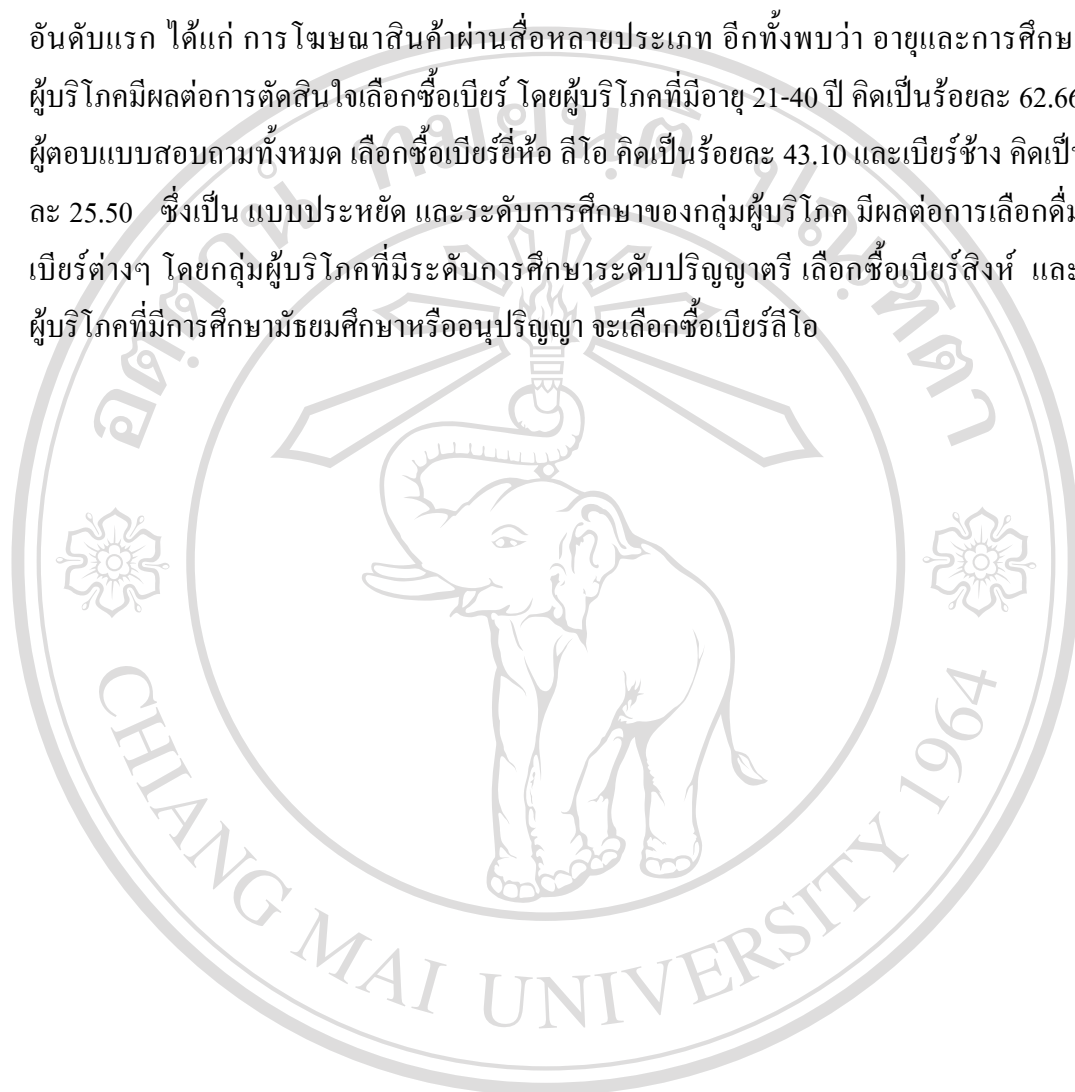 อันดับแรก ได้แก่ การโฆษณาสินค้าผ่านสื่อหลายประเภท อีกทั้งพบว่า อายุและการศึกษ
ผู้บริโภคมีผลต่อการตัดสินใจเลือกซื้อเบียร์ โดยผู้บริโภคที่มีอายุ 21-40 ปี คิดเป็นร้อยละ 62.66
ผู้ตอบแบบสอบถามทั้งหมด เลือกซื้อเบียร์ยี่ห้อ ลีโอ คิดเป็นร้อยละ 43.10 และเบียร์ช้าง คิดเป็
ละ 25.50 ซึ่งเป็น แบบประหยัด และระดับการศึกษาของกลุ่มผู้บริโภค มีผลต่อการเลือกดื่ม
เบียร์ต่างๆ โดยกลุ่มผู้บริโภคที่มีระดับการศึกษาระดับปริญญาตรี เลือกซื้อเบียร์สิงห์ และ
ผู้บริโภคที่มีการศึกษามัธยมศึกษาหรืออนุปริญญา จะเลือกซื้อเบียร์ลีโอ
อตฺตานํ ทมยนฺติ ปณฺฑิตา
CHIANG MAI UNIVERSITY 1964